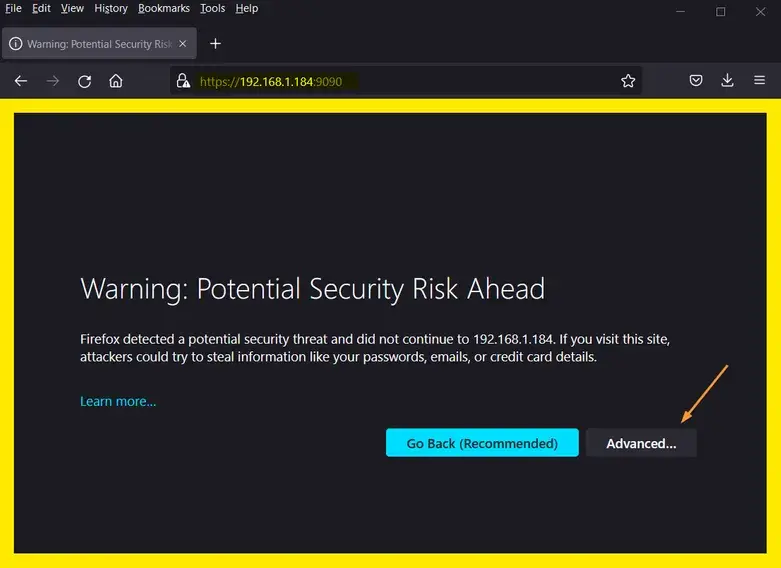 File Edit View History Bookmarks Tools Help
Warning: Potential Security Risk
https://192.168.1.184:9090
Warning: Potential Security Risk Ahead
Firefox detected a potential security threat and did not continue to 192.168.1.184. If you visit this site,
attackers could try to steal information like your passwords, emails, or credit card details.
Learn more...
Go Back (Recommended) Advanced...